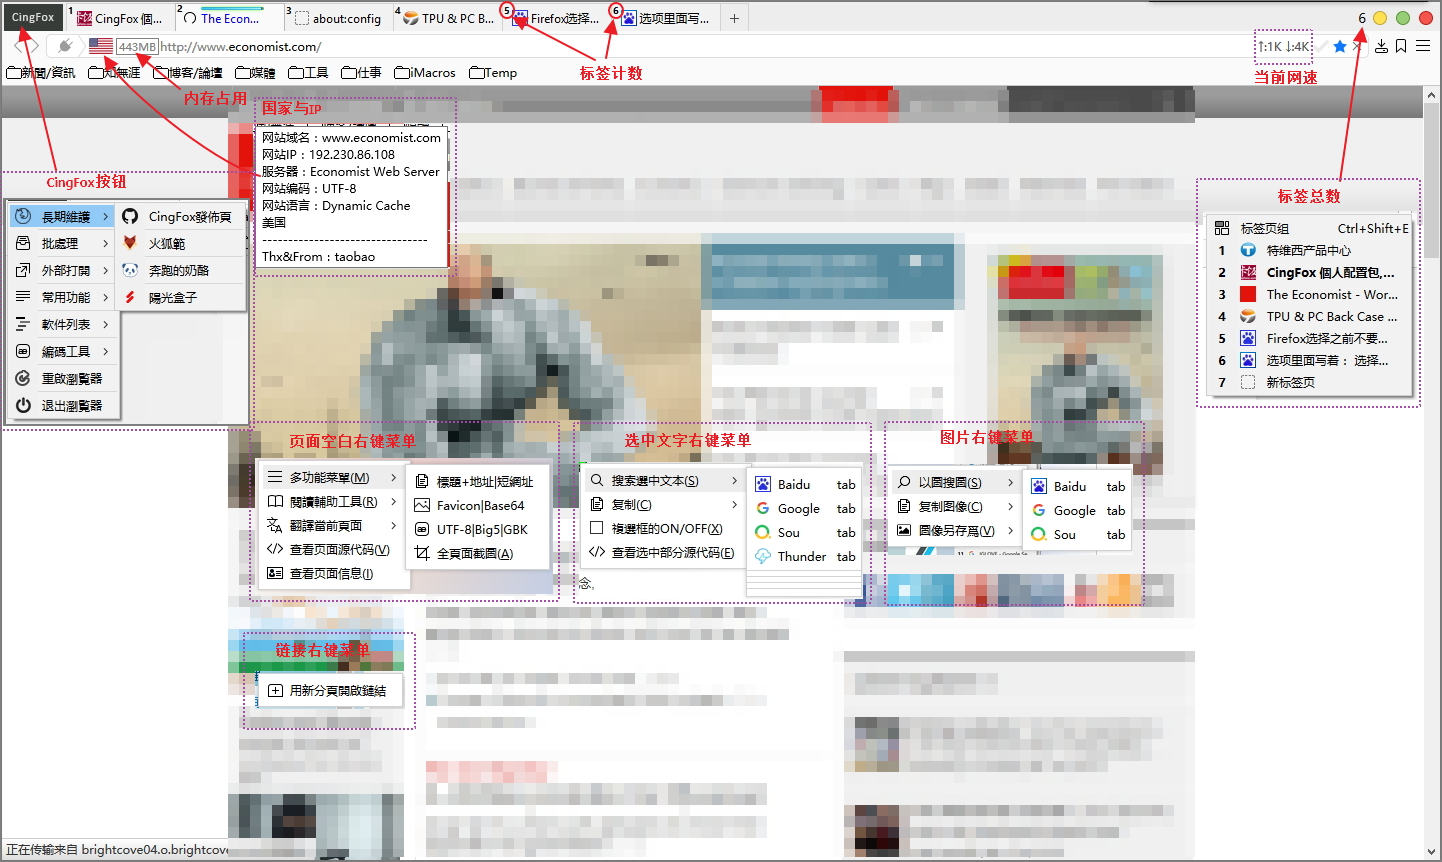 CingFox
1
CingFox 個...
2
The Econ...
3
about:config
4
TPU & PC B...
5
Firefox选择...
6
选项里面写...
+
6
443MB
http://www.economist.com/
↑:1K ↓:4K
新聞/資訊
知無涯
博客/論壇
媒體
工具
仕事
iMacros
Temp
标签计数
当前网速
内存占用
国家与IP
网站域名：www.economist.com
网站IP：192.230.86.108
服务器：Economist Web Server
网站编码：UTF-8
网站语言：Dynamic Cache
美国
------------------------------------
Thx&From：taobao
CingFox按钮
長期維護
批處理
外部打開
常用功能
軟件列表
編碼工具
重啟瀏覽器
退出瀏覽器
CingFox發佈頁
火狐範
奔跑的奶酪
陽光盒子
标签总数
标签页组 Ctrl+Shift+E
1 特维西产品中心
2 CingFox 個人配置包,...
3 The Economist - Wor...
4 TPU & PC Back Case ...
5 Firefox选择之前不要...
6 选项里面写着： 选择...
7 新标签页
页面空白右键菜单
多功能菜單(M)
閱讀輔助工具(R)
翻譯當前頁面
查看页面源代码(V)
查看页面信息(I)
標題+地址|短網址
Favicon|Base64
UTF-8|Big5|GBK
全頁面截圖(A)
选中文字右键菜单
搜索選中文本(S)
复制(C)
複選框的ON/OFF(X)
查看选中部分源代码(E)
Baidu tab
Google tab
Sou tab
Thunder tab
念,
图片右键菜单
以圖搜圖(S)
复制图像(C)
圖像另存爲(V)
Baidu tab
Google tab
Sou tab
链接右键菜单
用新分頁開啟鏈結
正在传输来自 brightcove04.o.brightcove